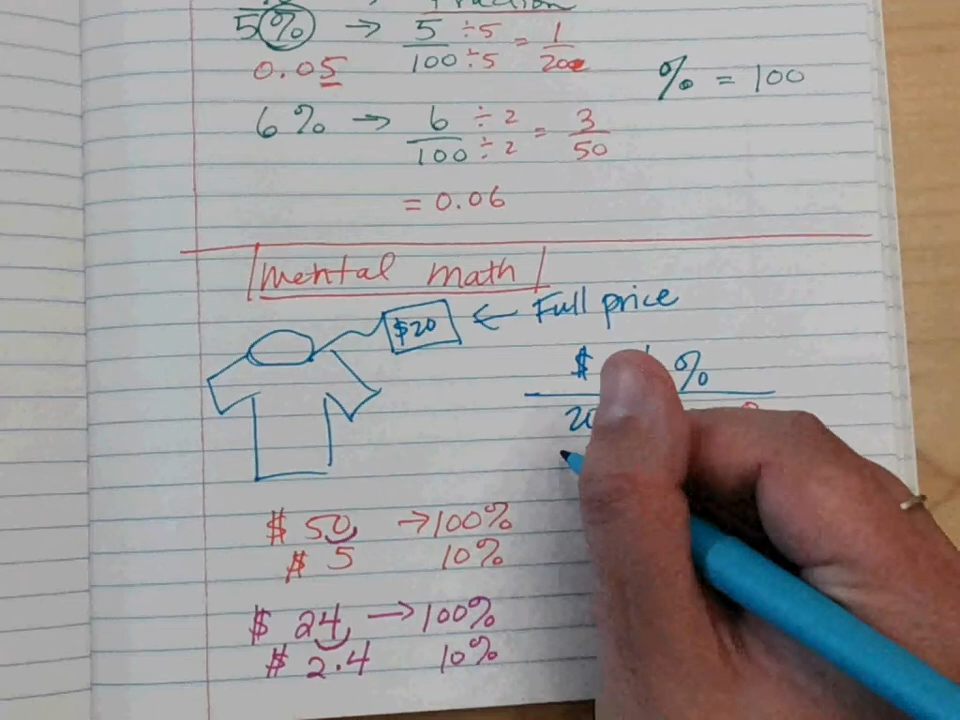 5% → 5/100 ÷5/÷5 = 1/20
0.05
% = 100
6% → 6/100 ÷2/÷2 = 3/50
= 0.06
mental math
$20 ← Full price
$ %
20
$ 50 → 100%
$ 5 10%
$ 24 → 100%
$ 2.4 10%